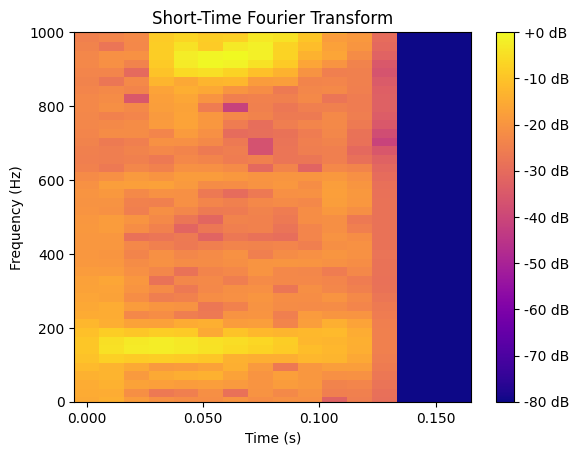 Short-Time Fourier Transform
1000
800
600
400
200
0
Frequency (Hz)
0.000
0.050
0.100
0.150
Time (s)
+0 dB
-10 dB
-20 dB
-30 dB
-40 dB
-50 dB
-60 dB
-70 dB
-80 dB